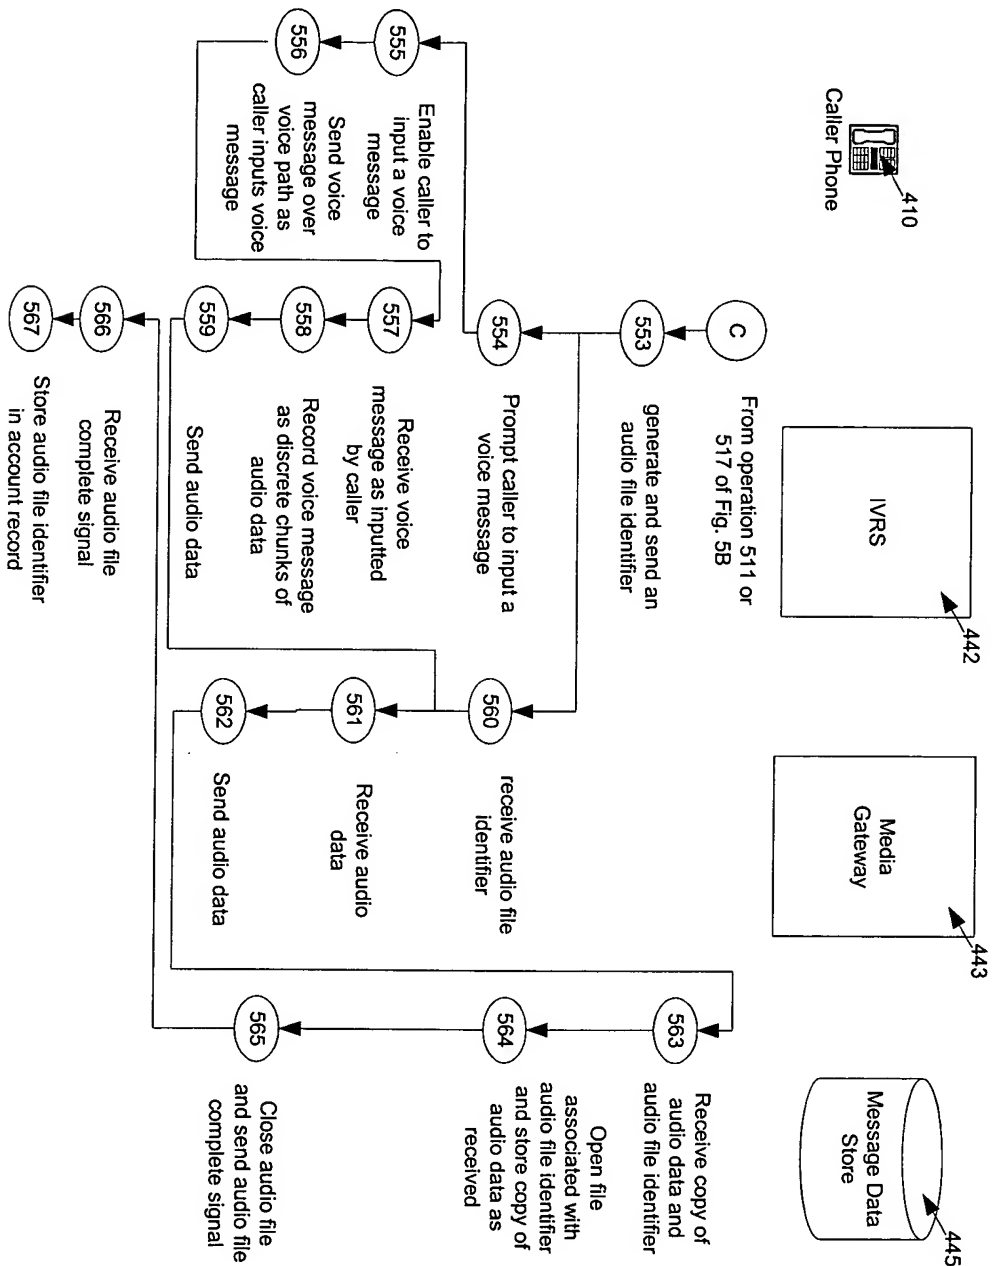 410
Caller Phone
IVRS
442
Media
Gateway
443
Message Data
Store
445
C
From operation 511 or
517 of Fig. 5B
553
generate and send an
audio file identifier
554
Prompt caller to input a
voice message
555
Enable caller to
input a voice
message
556
Send voice
message over
voice path as
caller inputs voice
message
557
Receive voice
message as inputted
by caller
558
Record voice message
as discrete chunks of
audio data
559
Send audio data
560
receive audio file
identifier
561
Receive audio
data
562
Send audio data
563
Receive copy of
audio data and
audio file identifier
564
Open file
associated with
audio file identifier
and store copy of
audio data as
received
565
Close audio file
and send audio file
complete signal
566
Receive audio file
complete signal
567
Store audio file identifier
in account record